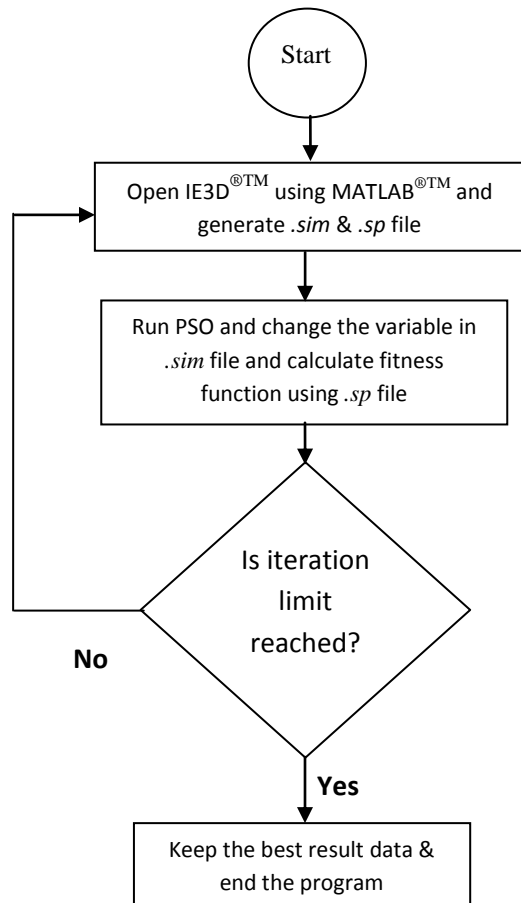 Start
Open IE3D®™ using MATLAB®™ and
generate .sim & .sp file
Run PSO and change the variable in
.sim file and calculate fitness
function using .sp file
Is iteration
limit
reached?
No
Yes
Keep the best result data &
end the program